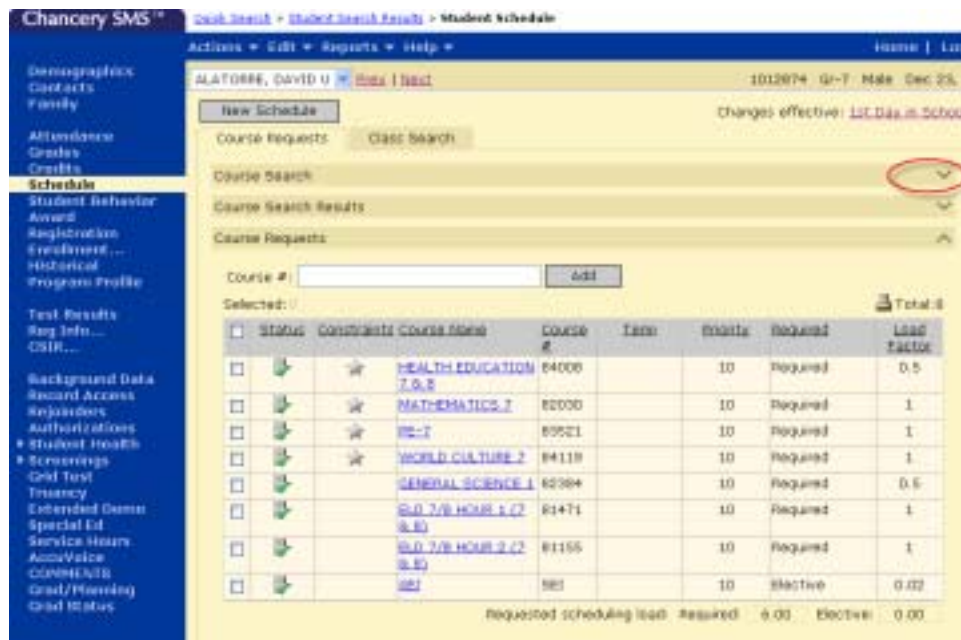 Chancery SMS™
Quick Search > Student Search Results > Student Schedule
Actions Edit Reports Help
Home |
ALATORRE, DAVID U Prev | Next
1012874 Gr-7 Male Dec 23,
New Schedule
Changes effective: 1st Day in School
Course Requests Class Search
Course Search
Course Search Results
Course Requests
Course #: Add
Selected: 0
Total:8
Status Constraints Course Name Course # Term Priority Required Load Factor
HEALTH EDUCATION 7 & 8 84008 10 Required 0.5
MATHEMATICS 7 82030 10 Required 1
PE-7 83521 10 Required 1
WORLD CULTURE 7 84119 10 Required 1
GENERAL SCIENCE 1 82384 10 Required 0.5
ELD 7/8 HOUR 1 (7 & 8) 81471 10 Required 1
ELD 7/8 HOUR 2 (7 & 8) 81155 10 Required 1
SEI SEI 10 Elective 0.02
Requested scheduling load: Required: 6.00 Elective: 0.00
Demographics
Contacts
Family
Attendance
Grades
Credits
Schedule
Student Behavior
Award
Registration
Enrollment...
Historical
Program Profile
Test Results
Reg Info...
CSIR...
Background Data
Record Access
Rejoinders
Authorizations
Student Health
Screenings
Grid Test
Truancy
Extended Demo
Special Ed
Service Hours
AccuVoice
COMMENTS
Grad/Planning
Grad Status